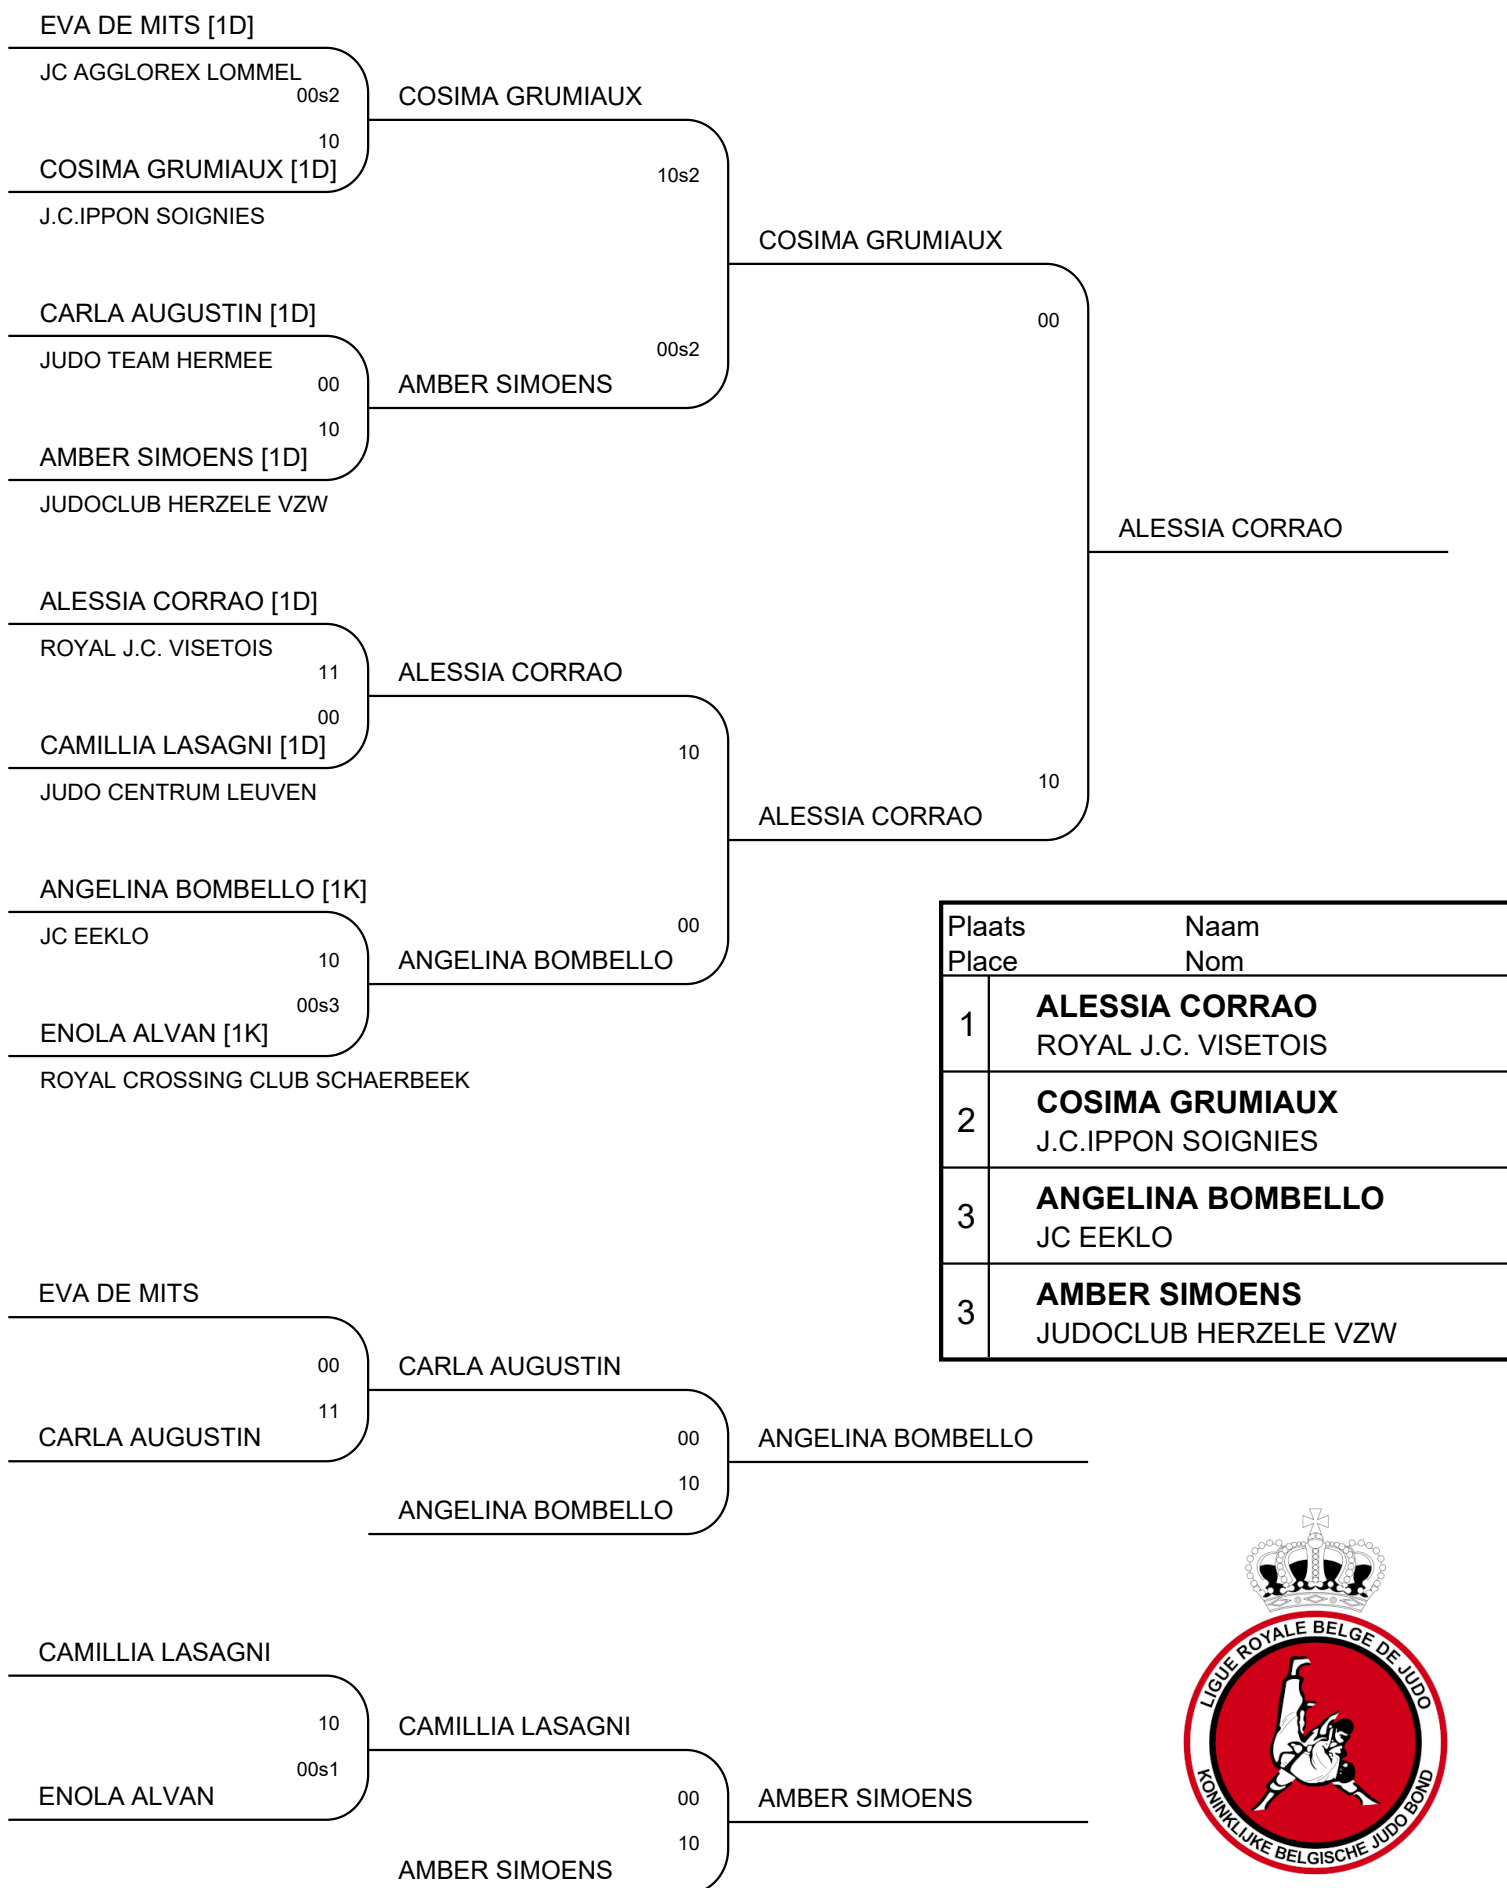 EVA DE MITS [1D]
JC AGGLOREX LOMMEL
00s2
10
COSIMA GRUMIAUX [1D]
J.C.IPPON SOIGNIES
CARLA AUGUSTIN [1D]
JUDO TEAM HERMEE
00
10
AMBER SIMOENS [1D]
JUDOCLUB HERZELE VZW
ALESSIA CORRAO [1D]
ROYAL J.C. VISETOIS
11
00
CAMILLIA LASAGNI [1D]
JUDO CENTRUM LEUVEN
ANGELINA BOMBELLO [1K]
JC EEKLO
10
00s3
ENOLA ALVAN [1K]
ROYAL CROSSING CLUB SCHAERBEEK
COSIMA GRUMIAUX
10s2
00s2
AMBER SIMOENS
ALESSIA CORRAO
10
00
ANGELINA BOMBELLO
COSIMA GRUMIAUX
00
10
ALESSIA CORRAO
ALESSIA CORRAO
Plaats Naam
Place Nom
1 ALESSIA CORRAO
ROYAL J.C. VISETOIS
2 COSIMA GRUMIAUX
J.C.IPPON SOIGNIES
3 ANGELINA BOMBELLO
JC EEKLO
3 AMBER SIMOENS
JUDOCLUB HERZELE VZW
EVA DE MITS
00
11
CARLA AUGUSTIN
CARLA AUGUSTIN
00
10
ANGELINA BOMBELLO
ANGELINA BOMBELLO
CAMILLIA LASAGNI
10
00s1
ENOLA ALVAN
CAMILLIA LASAGNI
00
10
AMBER SIMOENS
AMBER SIMOENS
LIGUE ROYALE BELGE DE JUDO
KONINKLIJKE BELGISCHE JUDO BOND